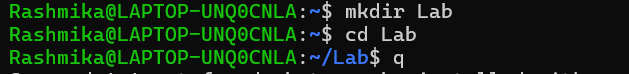 Rashmika@LAPTOP-UNQ0CNLA:~$ mkdir Lab
Rashmika@LAPTOP-UNQ0CNLA:~$ cd Lab
Rashmika@LAPTOP-UNQ0CNLA:~/Lab$ q